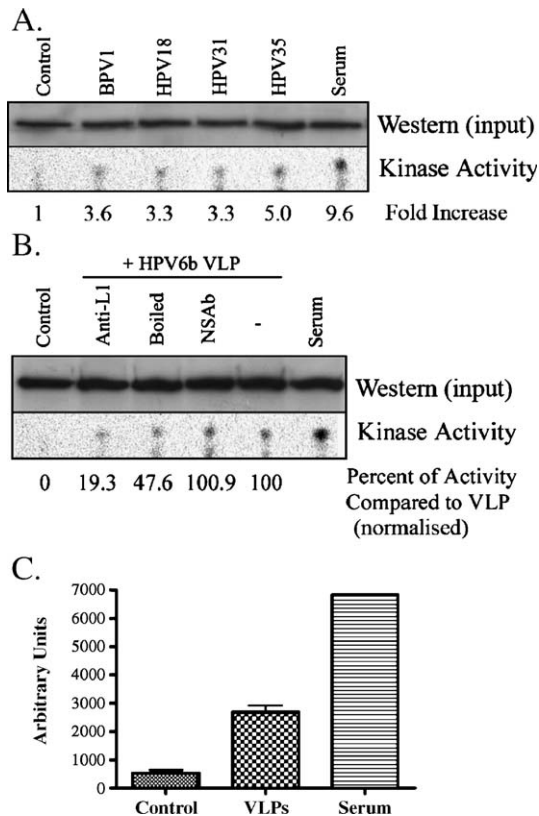 A.
Control BPV1 HPV18 HPV31 HPV35 Serum
Western (input)
Kinase Activity
1 3.6 3.3 3.3 5.0 9.6 Fold Increase
B.
+ HPV6b VLP
Control Anti-L1 Boiled NSAb - Serum
Western (input)
Kinase Activity
0 19.3 47.6 100.9 100 Percent of Activity
Compared to VLP
(normalised)
C.
Arbitrary Units
7000
6000
5000
4000
3000
2000
1000
0
Control VLPs Serum